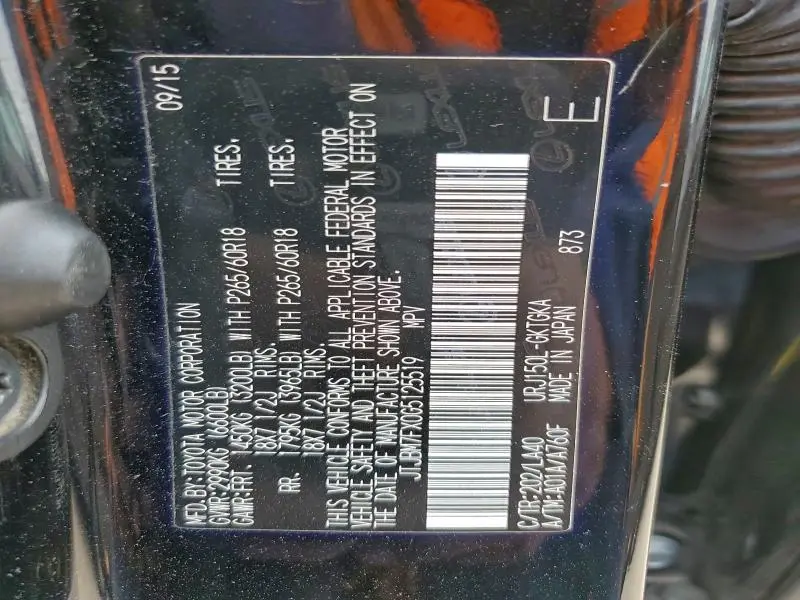 MFD.BY:TOYOTA MOTOR CORPORATION 09/15
GVWR:2990KG (6600LB)
GAWR:FRT. 1450KG (3200LB) WITH P265/60R18 TIRES.
18X7 1/2J RIMS.
RR. 1795KG (3965LB) WITH P265/60R18 TIRES.
18X7 1/2J RIMS.
THIS VEHICLE CONFORMS TO ALL APPLICABLE FEDERAL MOTOR
VEHICLE SAFETY AND THEFT PREVENTION STANDARDS IN EFFECT ON
THE DATE OF MANUFACTURE SHOWN ABOVE.
JTJBM7FX0G5125519 MPV
C/TR:202/LA40 URJ150L-GKTGKA 873
A/TM:A01A/A760F MADE IN JAPAN
E
LEXUS
LEXUS
LEXUS